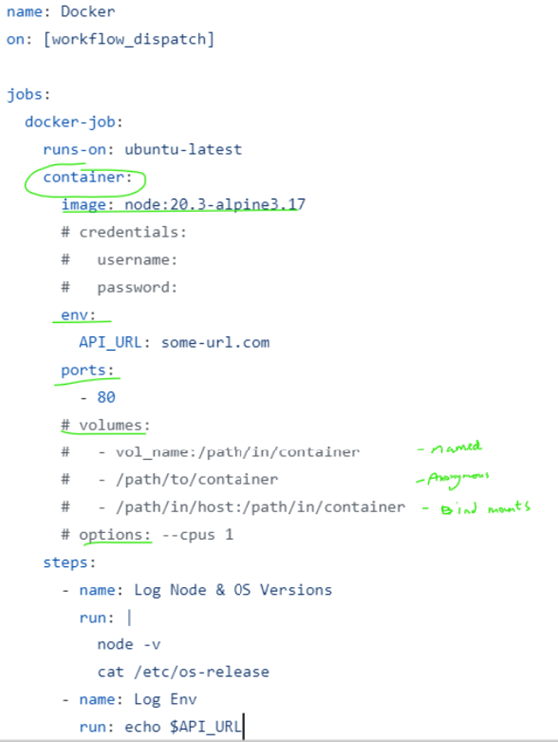 name: Docker
on: [workflow_dispatch]
jobs:
  docker-job:
    runs-on: ubuntu-latest
    container:
      image: node:20.3-alpine3.17
      # credentials:
      #   username:
      #   password:
      env:
        API_URL: some-url.com
      ports:
        - 80
      # volumes:
      #   - vol_name:/path/in/container - Named
      #   - /path/to/container - Anonymous
      #   - /path/in/host:/path/in/container - Bind mounts
      # options: --cpus 1
    steps:
      - name: Log Node & OS Versions
        run: |
          node -v
          cat /etc/os-release
      - name: Log Env
        run: echo $API_URL